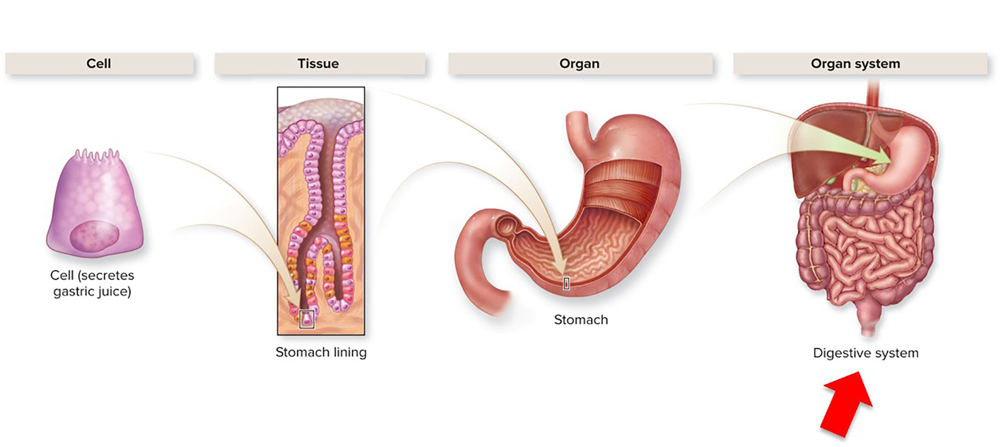 Cell
Tissue
Organ
Organ system
Cell (secretes
gastric juice)
Stomach lining
Stomach
Digestive system